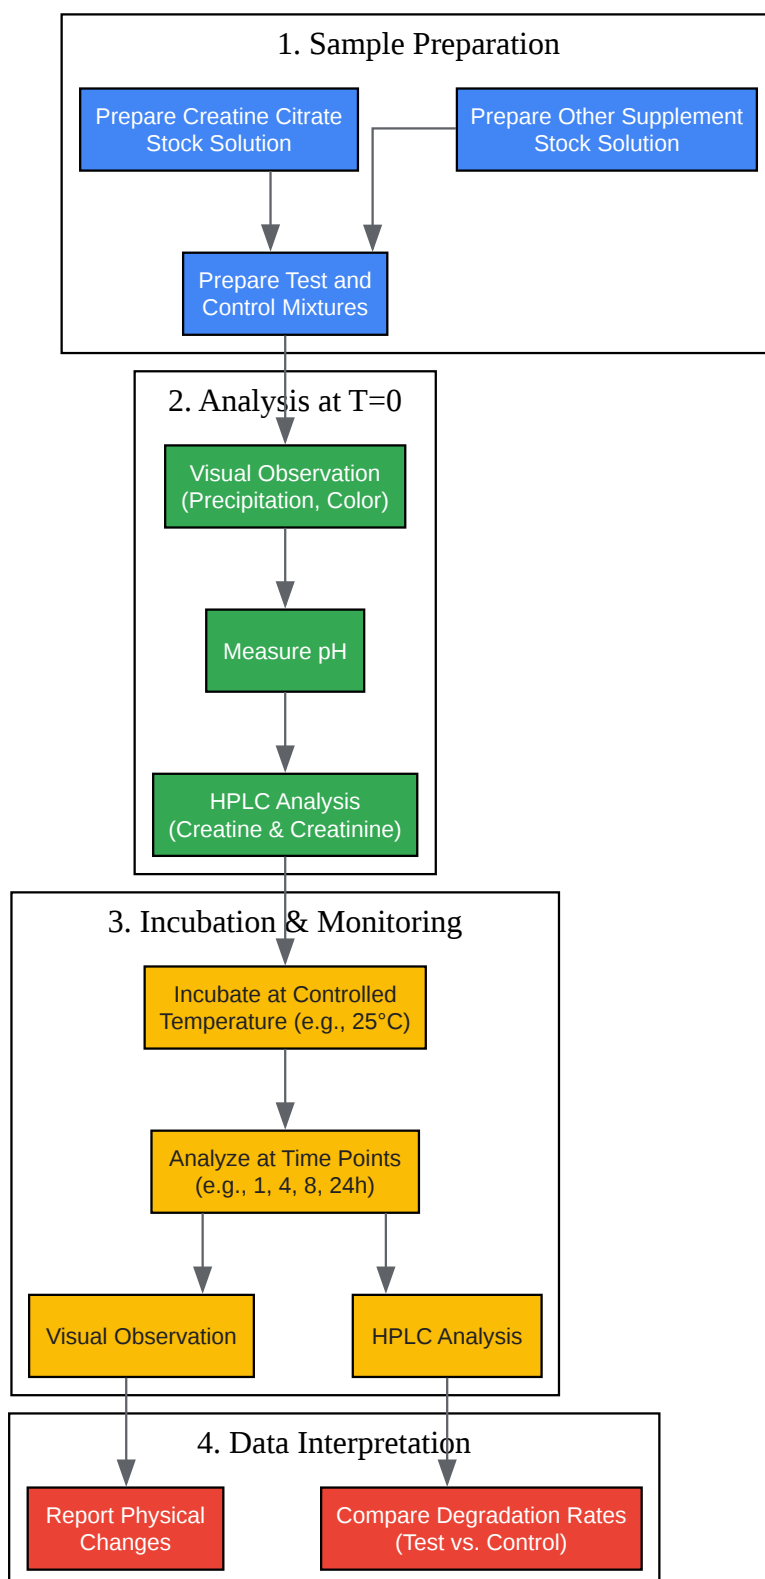 1. Sample Preparation
Prepare Creatine Citrate
Stock Solution
Prepare Other Supplement
Stock Solution
Prepare Test and
Control Mixtures
2. Analysis at T=0
Visual Observation
(Precipitation, Color)
Measure pH
HPLC Analysis
(Creatine & Creatinine)
3. Incubation & Monitoring
Incubate at Controlled
Temperature (e.g., 25°C)
Analyze at Time Points
(e.g., 1, 4, 8, 24h)
Visual Observation
HPLC Analysis
4. Data Interpretation
Report Physical
Changes
Compare Degradation Rates
(Test vs. Control)